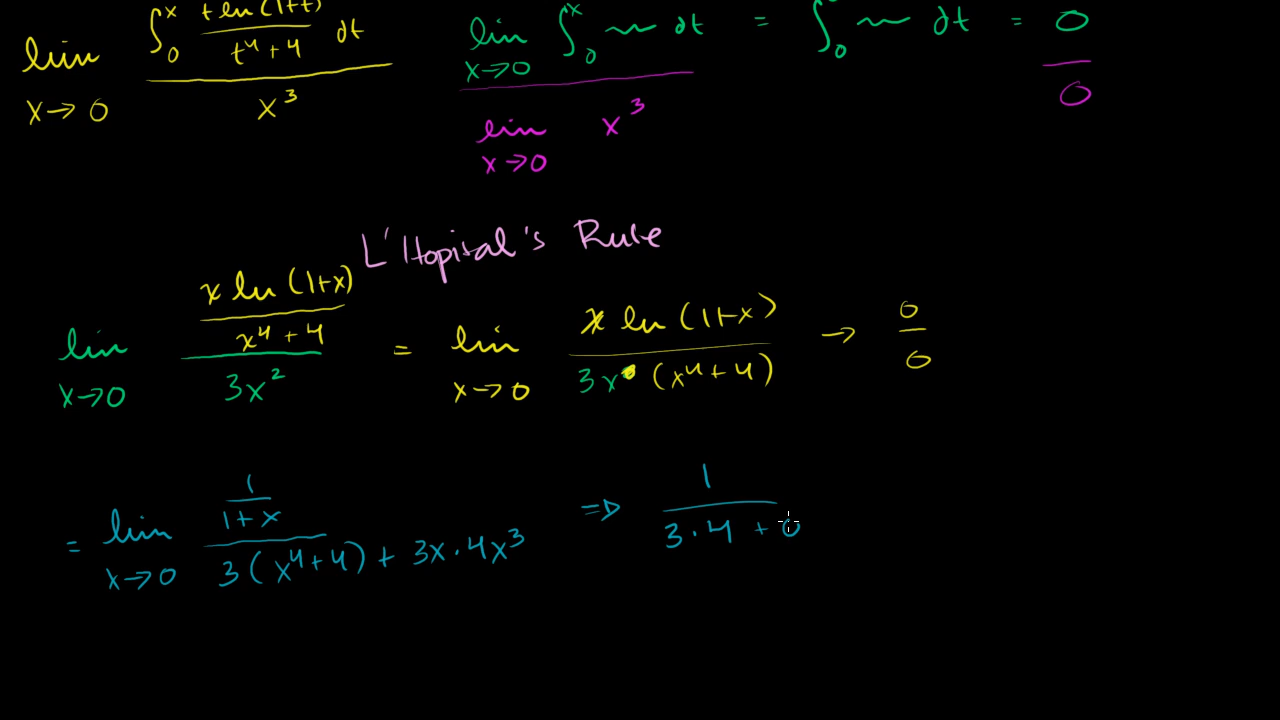 lim x→0 ∫₀ˣ t ln(1+t) / t⁴+4 dt / x³
lim x→0 ∫₀ˣ ~ dt / lim x→0 x³ = ∫₀ ~ dt = 0 / 0
L'Hopital's Rule
lim x→0 x ln(1+x) / x⁴+4 / 3x² = lim x→0 x ln(1+x) / 3x (x⁴+4) → 0/0
= lim x→0 1/1+x / 3(x⁴+4) + 3x·4x³ ⇒ 1 / 3·4 + 0